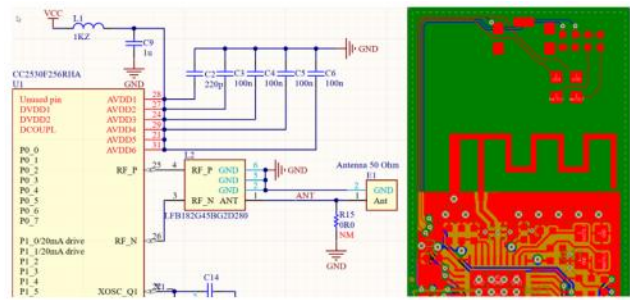 VCC
L1
1KZ
C9
1u
GND
GND
CC2530F256RHA
U1
C2 C3 C4 C5 C6
220p 100n 100n 100n 100n
Unused pin
DVDD1
DVDD2
DCOUPL
AVDD1 28
AVDD2 27
AVDD3 24
AVDD4 29
AVDD5 21
AVDD6 31
P0_0
P0_1
P0_2
P0_3
P0_4
P0_5
P0_6
P0_7
RF_P 25
L2
4 RF_P GND 6
GND 5
GND 2
GND
3 RF_N ANT 1
LFB182G45BG2D280
ANT
Antenna 50 Ohm
E1
2 GND
1 Ant
R15
0R0
NM
GND
P1_0/20mA drive
P1_1/20mA drive
P1_2
P1_3
P1_4
P1_5
RF_N 26
XOSC_Q1
C14